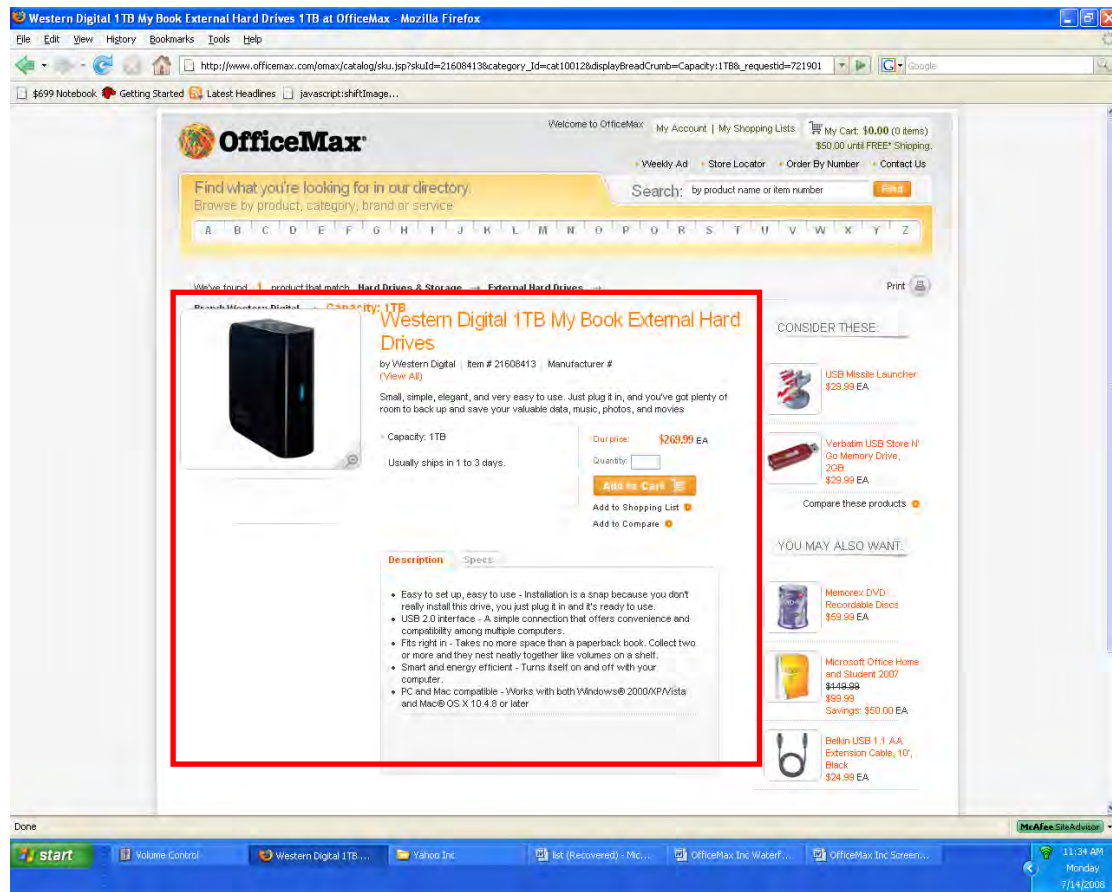 Western Digital 1TB My Book External Hard Drives 1TB at OfficeMax - Mozilla Firefox
File Edit View History Bookmarks Tools Help
http://www.officemax.com/omax/catalog/sku.jsp?skuId=21608413&category_Id=cat10012&displayBreadCrumb=Capacity:1TB&_requestid=721901
Google
$699 Notebook Getting Started Latest Headlines javascript:shiftImage...
OfficeMax
Welcome to OfficeMax My Account | My Shopping Lists My Cart: $0.00 (0 items)
$50.00 until FREE* Shipping.
Weekly Ad Store Locator Order By Number Contact Us
Find what you're looking for in our directory.
Browse by product, category, brand or service
Search: by product name or item number Find
A B C D E F G H I J K L M N O P Q R S T U V W X Y Z
We've found 1 product that match Hard Drives & Storage → External Hard Drives →
Print
Brand: Western Digital → Capacity: 1TB
Western Digital 1TB My Book External Hard
Drives
by Western Digital | Item # 21608413 | Manufacturer #
(View All)
Small, simple, elegant, and very easy to use. Just plug it in, and you've got plenty of
room to back up and save your valuable data, music, photos, and movies
Capacity: 1TB
Usually ships in 1 to 3 days.
Our price: $269.99 EA
Quantity:
Add to Cart
Add to Shopping List
Add to Compare
Description Specs
• Easy to set up, easy to use - Installation is a snap because you don't
really install this drive, you just plug it in and it's ready to use.
• USB 2.0 interface - A simple connection that offers convenience and
compatibility among multiple computers.
• Fits right in - Takes no more space than a paperback book. Collect two
or more and they nest neatly together like volumes on a shelf.
• Smart and energy efficient - Turns itself on and off with your
computer.
• PC and Mac compatible - Works with both Windows® 2000/XP/Vista
and Mac® OS X 10.4.8 or later
CONSIDER THESE:
USB Missile Launcher
$29.99 EA
Verbatim USB Store N'
Go Memory Drive,
2GB
$29.99 EA
Compare these products
YOU MAY ALSO WANT:
Memorex DVD
Recordable Discs
$59.99 EA
Microsoft Office Home
and Student 2007
$149.99
$99.99
Savings: $50.00 EA
Belkin USB 1.1 AA
Extension Cable, 10',
Black
$24.99 EA
Done
McAfee SiteAdvisor
start Volume Control Western Digital 1TB ... Yahoo Inc list (Recovered) - Mic... OfficeMax Inc Waterf... OfficeMax Inc Screen...
11:34 AM
Monday
7/14/2008